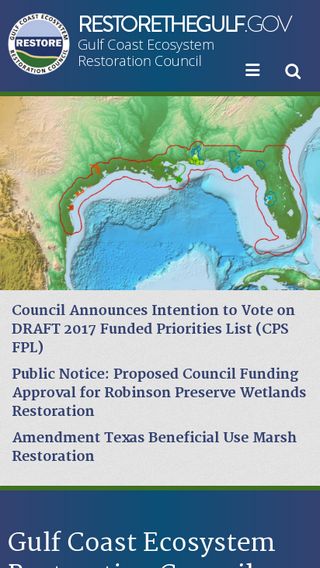 GULF COAST ECOSYSTEM
RESTORE
RESTORATION COUNCIL
RESTORETHEGULF.GOV
Gulf Coast Ecosystem
Restoration Council
Council Announces Intention to Vote on
DRAFT 2017 Funded Priorities List (CPS
FPL)
Public Notice: Proposed Council Funding
Approval for Robinson Preserve Wetlands
Restoration
Amendment Texas Beneficial Use Marsh
Restoration
Gulf Coast Ecosystem
Restoration Council